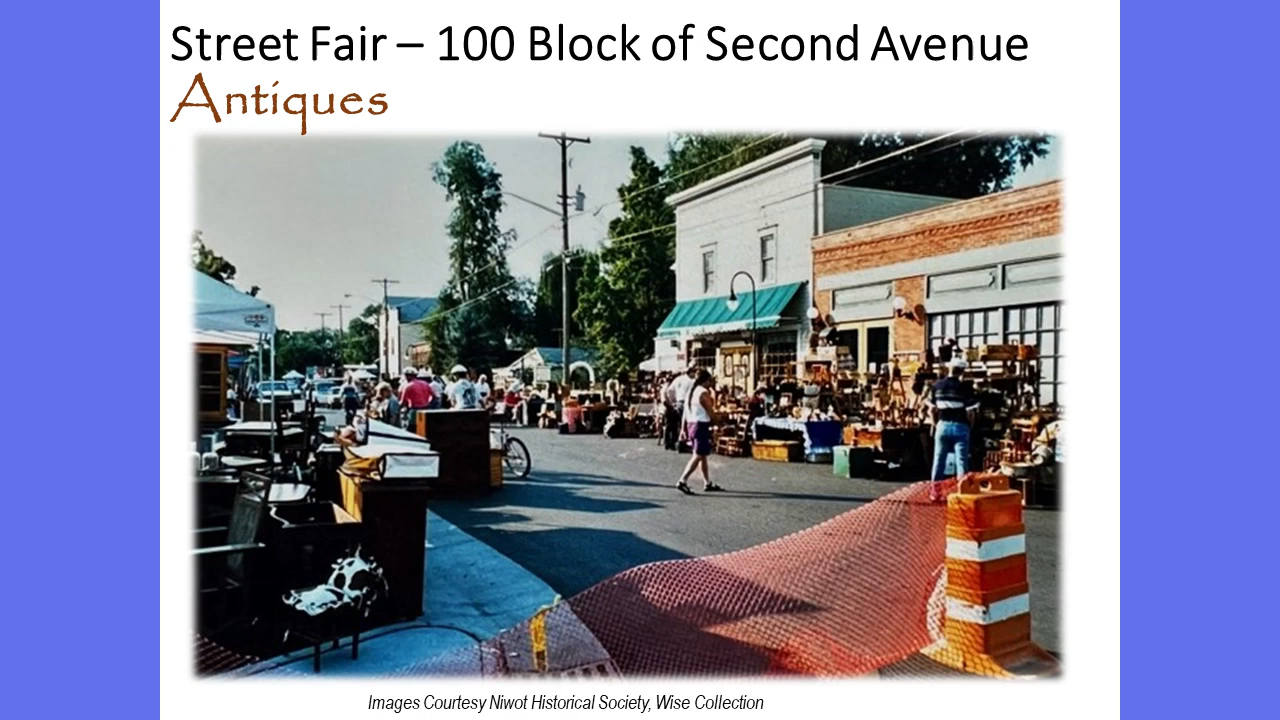 Street Fair – 100 Block of Second Avenue
Antiques
Images Courtesy Niwot Historical Society, Wise Collection